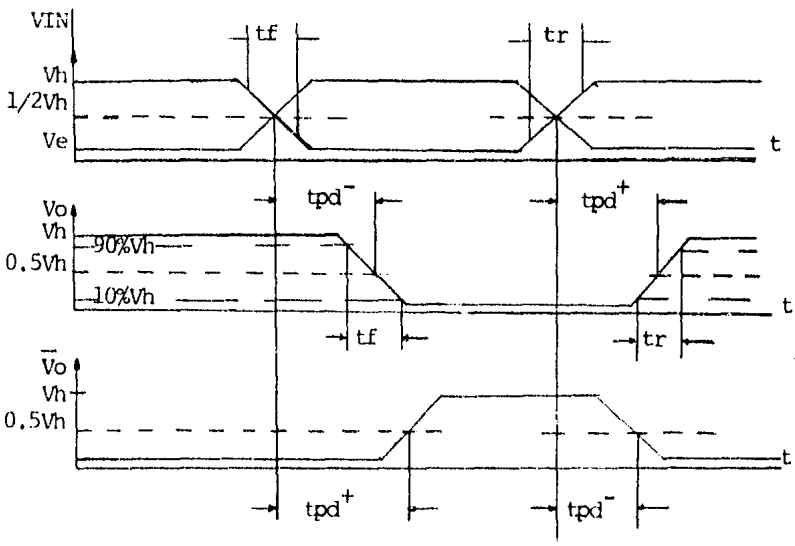 VIN
tf
tr
Vh
1/2Vh
Ve
t
tpd⁻
tpd⁺
Vo
Vh
90%Vh
0.5Vh
10%Vh
t
tf
tr
V̅o
Vh
0.5Vh
t
tpd⁺
tpd⁻